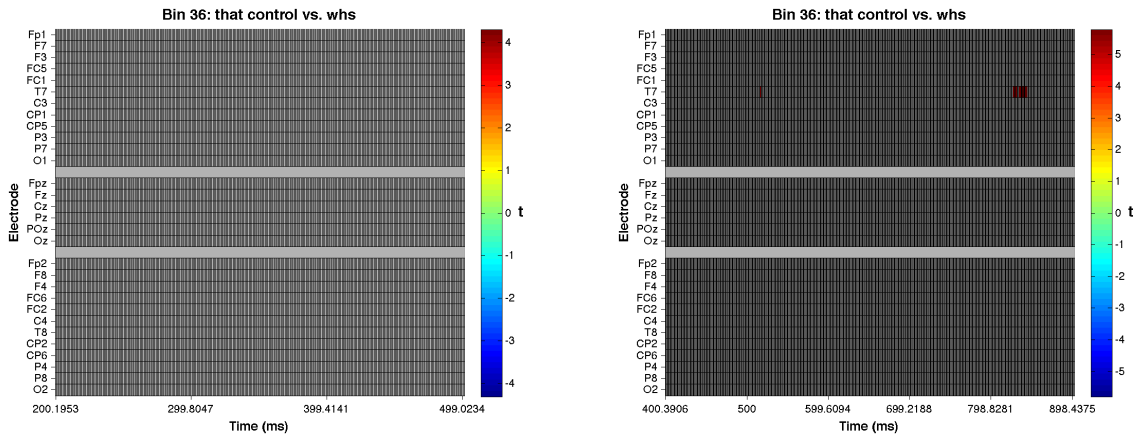 Bin 36: that control vs. whs
Fp1
F7
F3
FC5
FC1
T7
C3
CP1
CP5
P3
P7
O1
Fpz
Fz
Cz
Pz
POz
Oz
Fp2
F8
F4
FC6
FC2
C4
T8
CP2
CP6
P4
P8
O2
Electrode
200.1953 299.8047 399.4141 499.0234
Time (ms)
4
3
2
1
0
-1
-2
-3
-4
t
Bin 36: that control vs. whs
Fp1
F7
F3
FC5
FC1
T7
C3
CP1
CP5
P3
P7
O1
Fpz
Fz
Cz
Pz
POz
Oz
Fp2
F8
F4
FC6
FC2
C4
T8
CP2
CP6
P4
P8
O2
Electrode
400.3906 500 599.6094 699.2188 798.8281 898.4375
Time (ms)
5
4
3
2
1
0
-1
-2
-3
-4
-5
t